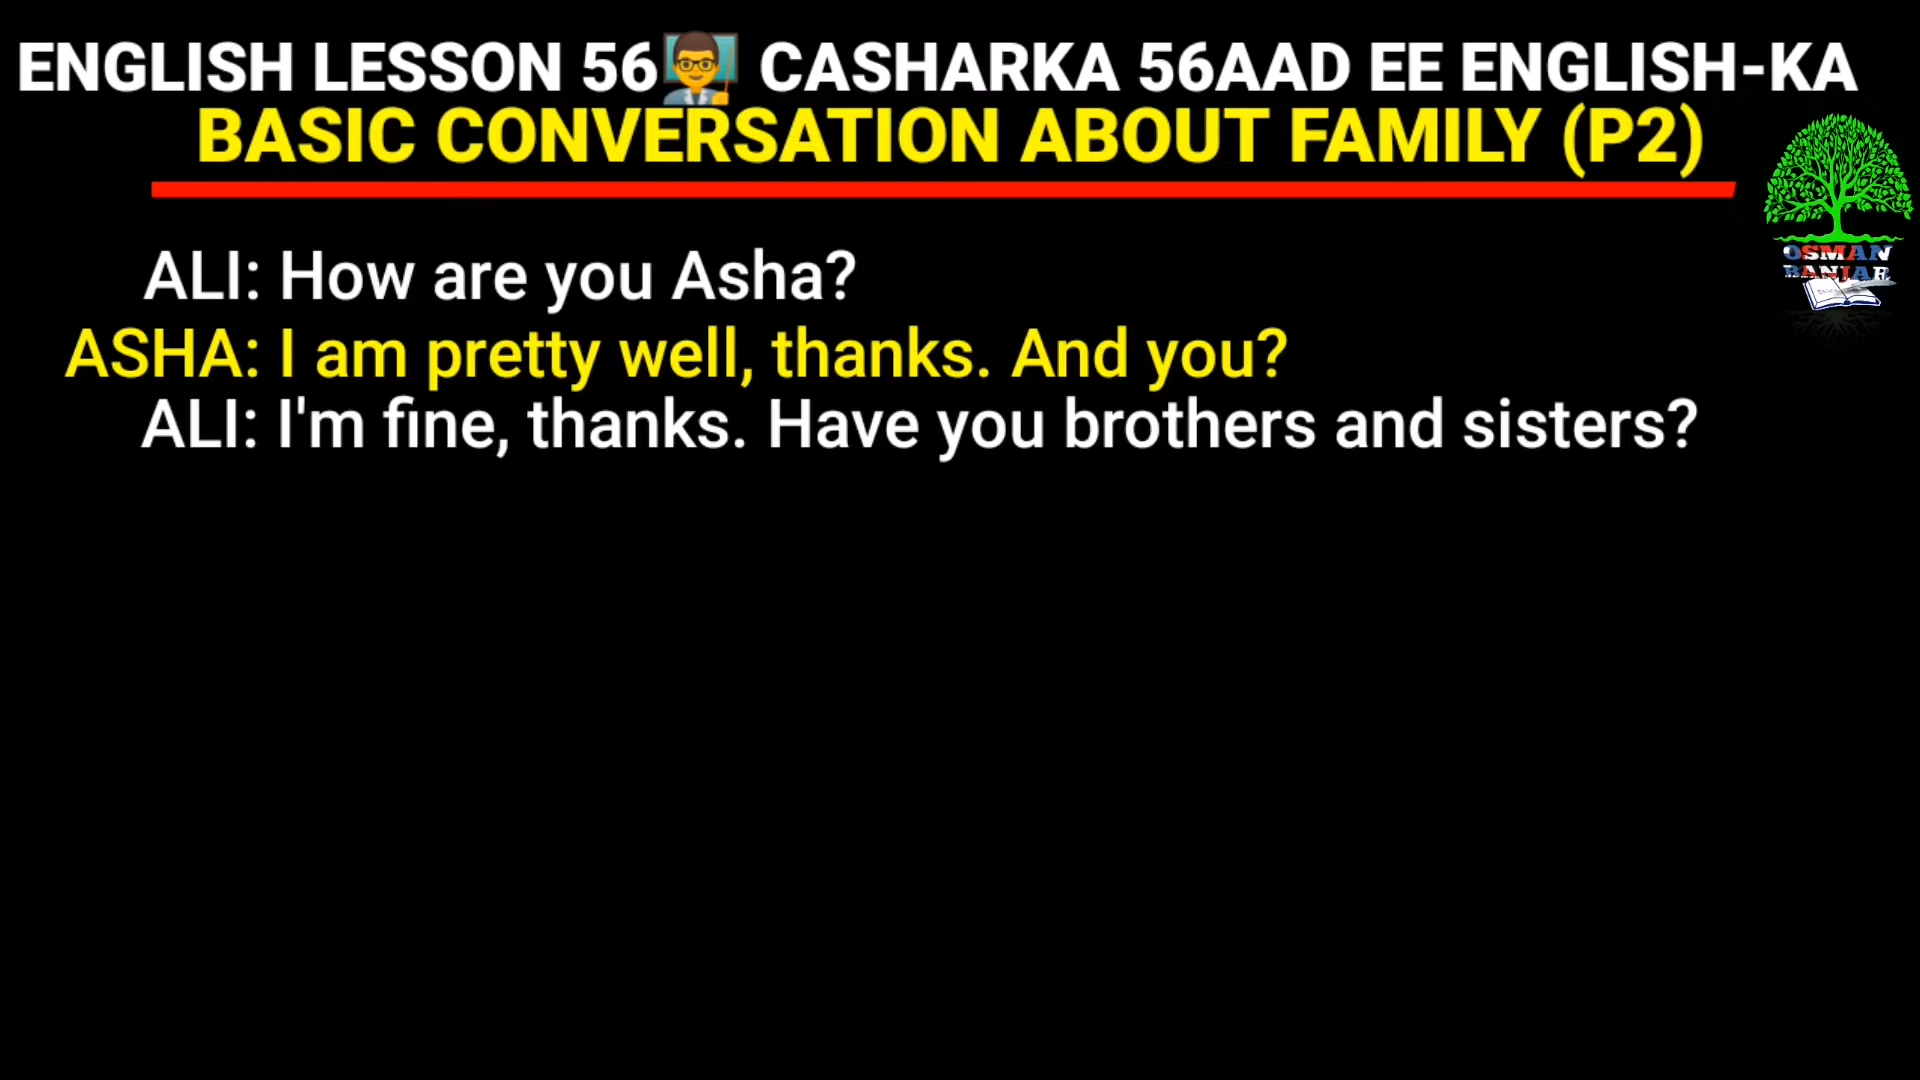 ENGLISH LESSON 56 CASHARKA 56AAD EE ENGLISH-KA
BASIC CONVERSATION ABOUT FAMILY (P2)
OSMAN
BANJAR
ALI: How are you Asha?
ASHA: I am pretty well, thanks. And you?
ALI: I'm fine, thanks. Have you brothers and sisters?